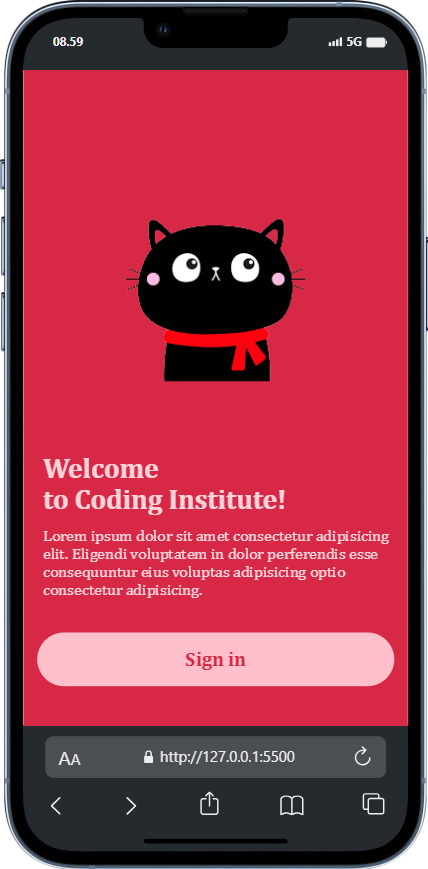 08.59
5G
Welcome
to Coding Institute!
Lorem ipsum dolor sit amet consectetur adipisicing
elit. Eligendi voluptatem in dolor perferendis esse
consequuntur eius voluptas adipisicing optio
consectetur adipisicing.
Sign in
AA
http://127.0.0.1:5500